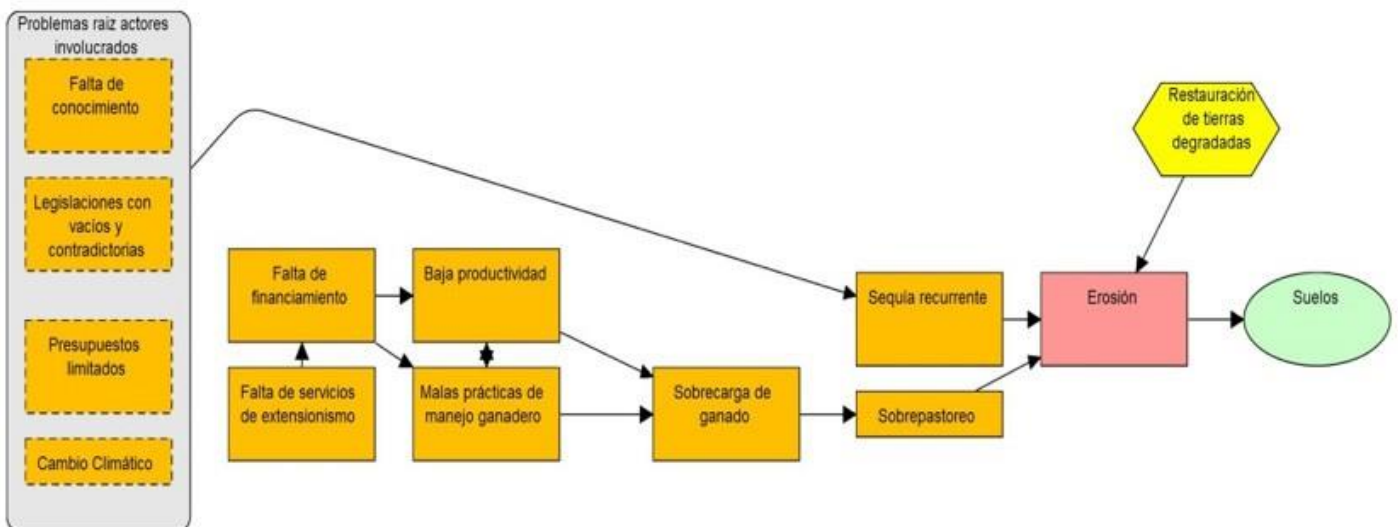 Problemas raiz actores
involucrados
Falta de
conocimiento
Legislaciones con
vacíos y
contradictorias
Presupuestos
limitados
Cambio Climático
Falta de
financiamiento
Baja productividad
Falta de servicios
de extensionismo
Malas prácticas de
manejo ganadero
Sobrecarga de
ganado
Sequía recurrente
Sobrepastoreo
Restauración
de tierras
degradadas
Erosión
Suelos